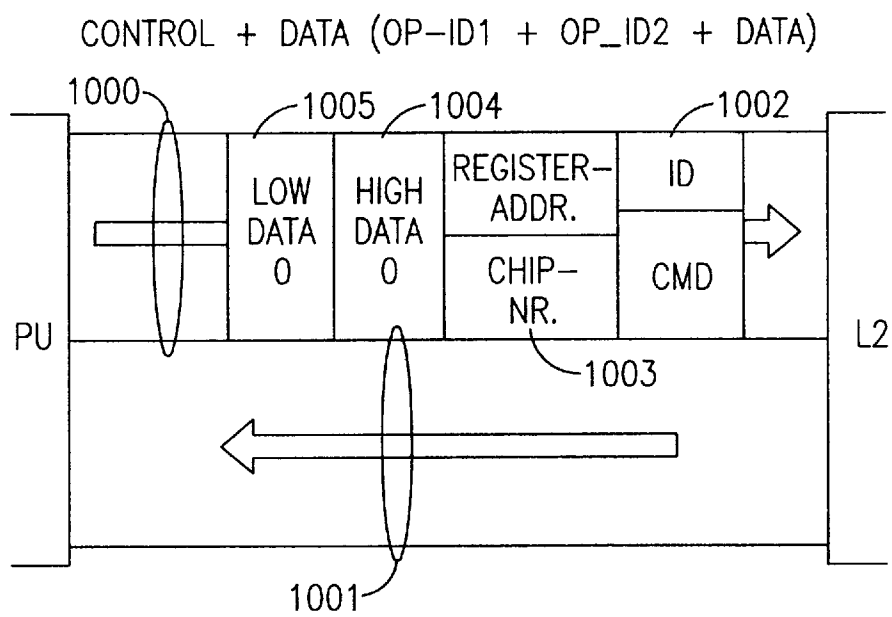 CONTROL + DATA (OP-ID1 + OP_ID2 + DATA)
1000
1005
1004
1002
PU
LOW
DATA
0
HIGH
DATA
0
REGISTER-
ADDR.
CHIP-
NR.
ID
CMD
L2
1003
1001